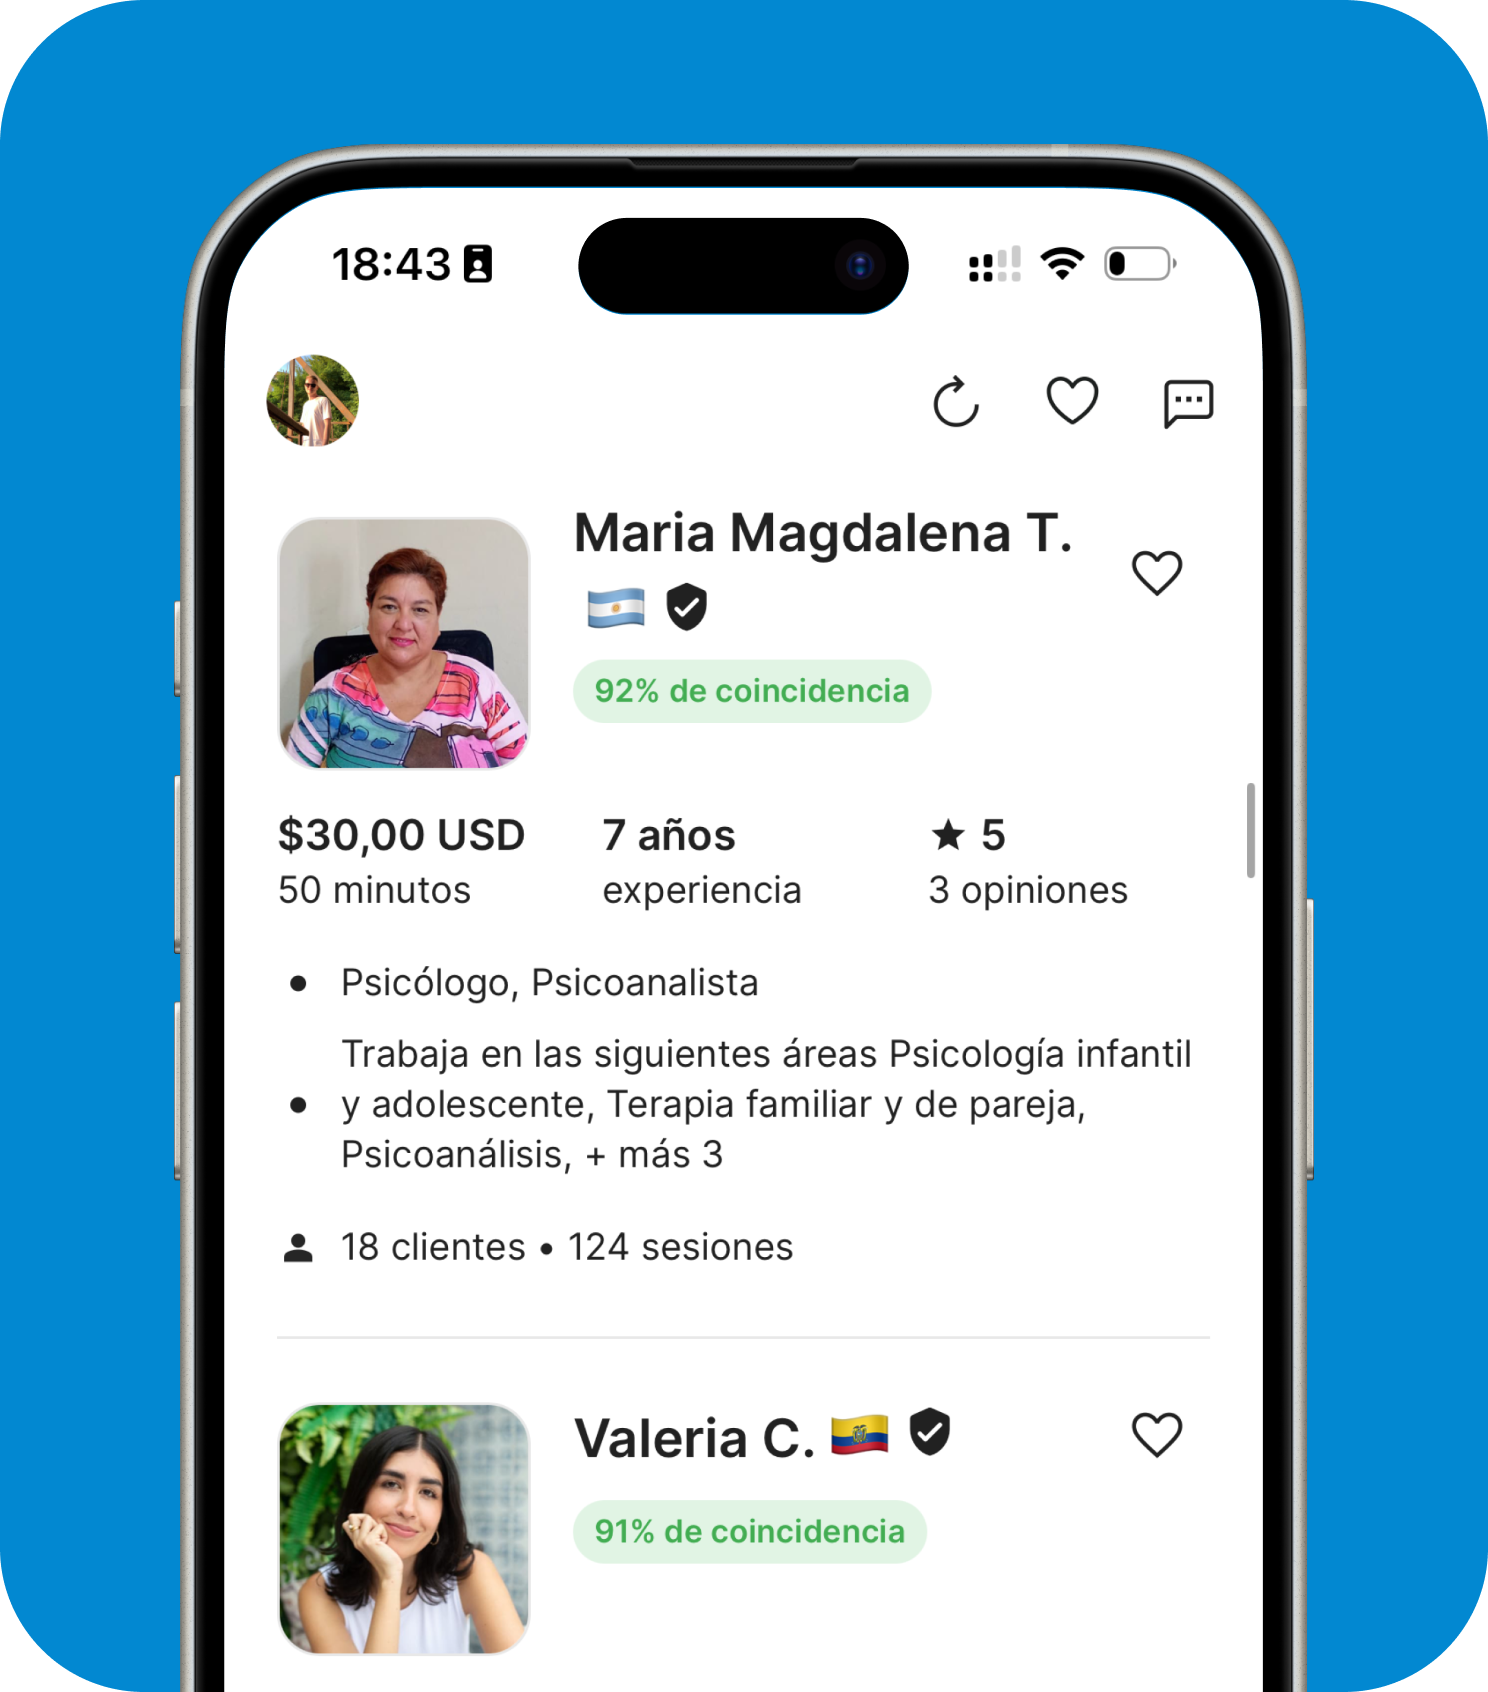 18:43
Maria Magdalena T.
92% de coincidencia
$30,00 USD
50 minutos
7 años
experiencia
★ 5
3 opiniones
• Psicólogo, Psicoanalista
Trabaja en las siguientes áreas Psicología infantil
• y adolescente, Terapia familiar y de pareja,
Psicoanálisis, + más 3
18 clientes • 124 sesiones
Valeria C.
91% de coincidencia